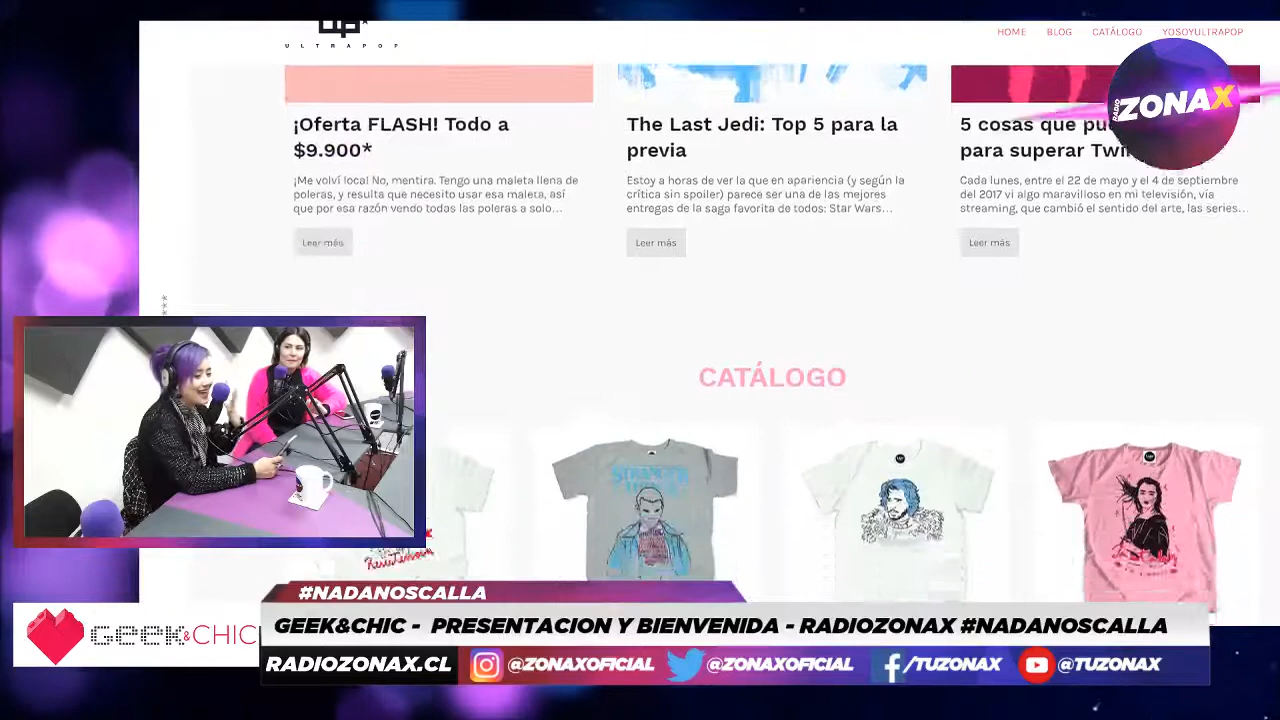 ULTRAPOP
HOME BLOG CATÁLOGO YOSOYULTRAPOP
RADIO ZONAX
¡Oferta FLASH! Todo a
$9.900*
¡Me volví loca! No, mentira. Tengo una maleta llena de
poleras, y resulta que necesito usar esa maleta, así
que por esa razón vendo todas las poleras a solo...
Leer más
The Last Jedi: Top 5 para la
previa
Estoy a horas de ver la que en apariencia (y según la
crítica sin spoiler) parece ser una de las mejores
entregas de la saga favorita de todos: Star Wars...
Leer más
5 cosas que
para superar
Cada lunes, entre el 22 de mayo y el 4 de septiembre
del 2017 vi algo maravilloso en mi televisión, vía
streaming, que cambió el sentido del arte, las series...
Leer más
CATÁLOGO
#NADANOSCALLA
GEEK&CHIC
GEEK&CHIC - PRESENTACION Y BIENVENIDA - RADIOZONAX #NADANOSCALLA
RADIOZONAX.CL @ZONAXOFICIAL @ZONAXOFICIAL /TUZONAX @TUZONAX